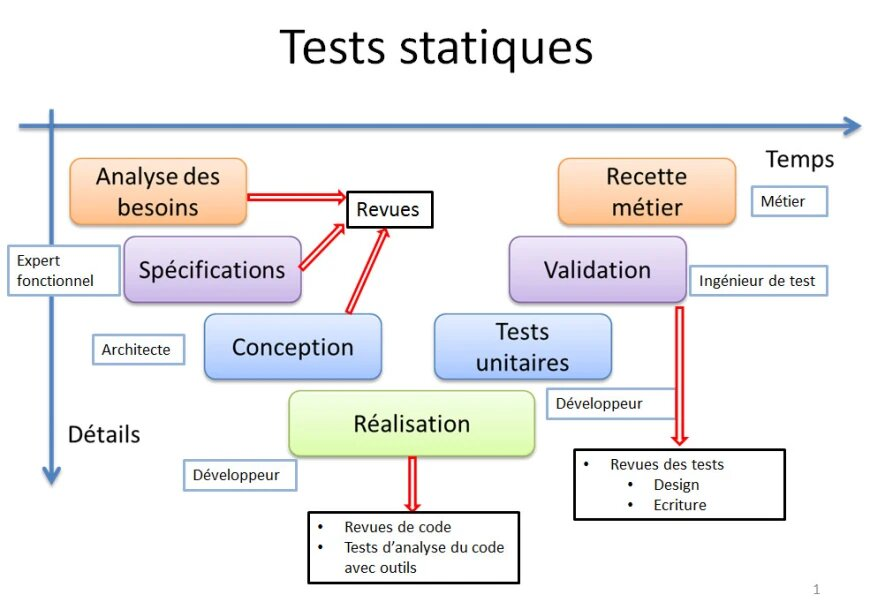 Tests statiques
Temps
Analyse des
besoins
Revues
Recette
métier
Métier
Expert
fonctionnel
Spécifications
Validation
Ingénieur de test
Architecte
Conception
Tests
unitaires
Développeur
Détails
Réalisation
Développeur
• Revues des tests
• Design
• Ecriture
• Revues de code
• Tests d'analyse du code
avec outils
1